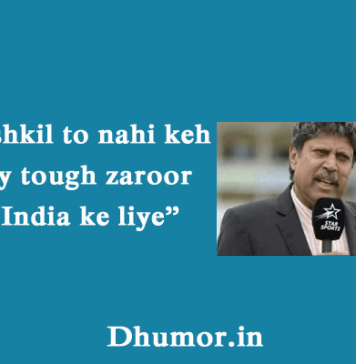 shkil to nahi keh
y tough zaroor
India ke liye”
STAR
SPORTS
Dhumor.in